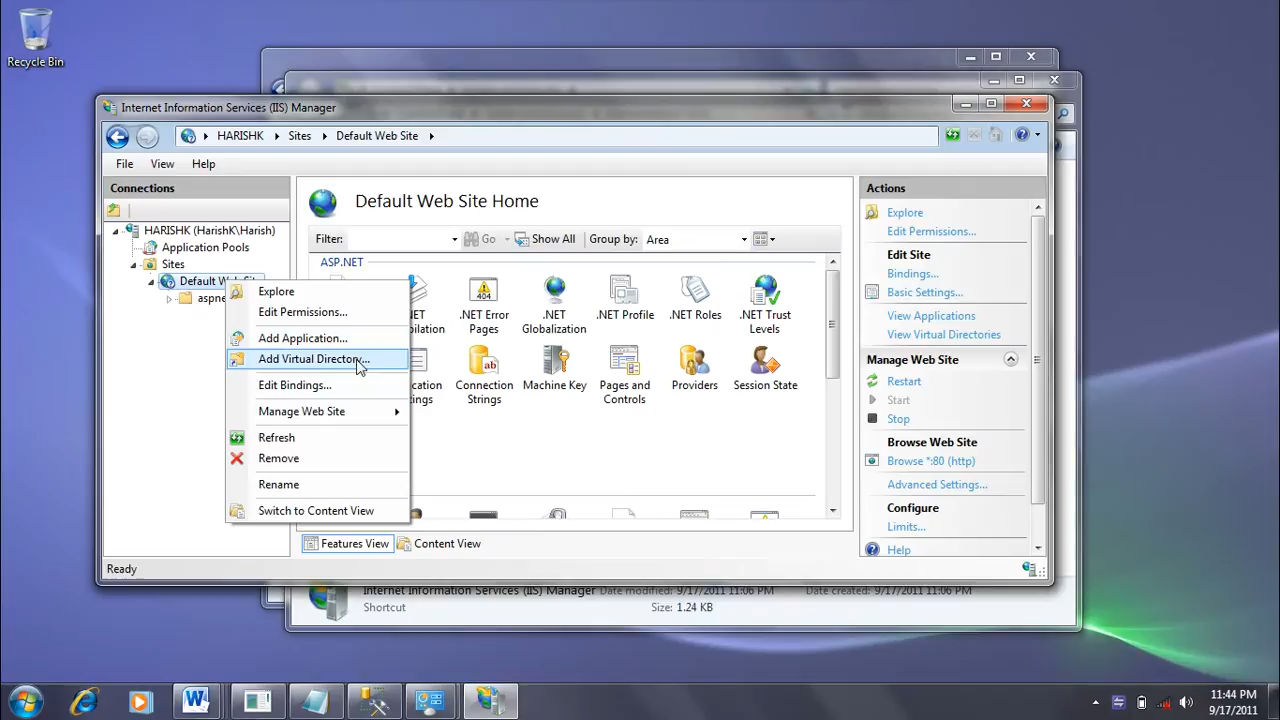 Recycle Bin
Internet Information Services (IIS) Manager
HARISHK
Sites
Default Web Site
File
View
Help
Connections
HARISHK (HarishK\Harish)
Application Pools
Sites
Default Web
aspne
Explore
Edit Permissions...
Add Application...
Add Virtual Directory...
Edit Bindings...
Manage Web Site
Refresh
Remove
Rename
Switch to Content View
Default Web Site Home
Filter:
Go
Show All
Group by:
Area
ASP.NET
.NET Error
Pages
.NET
Globalization
.NET Profile
.NET Roles
.NET Trust
Levels
Connection
Strings
Machine Key
Pages and
Controls
Providers
Session State
Features View
Content View
Actions
Explore
Edit Permissions...
Edit Site
Bindings...
Basic Settings...
View Applications
View Virtual Directories
Manage Web Site
Restart
Start
Stop
Browse Web Site
Browse *:80 (http)
Advanced Settings...
Configure
Limits...
Help
Ready
Internet Information Services (IIS) Manager Date modified: 9/17/2011 11:06 PM
Date created: 9/17/2011 11:06 PM
Shortcut
Size: 1.24 KB
11:44 PM
9/17/2011